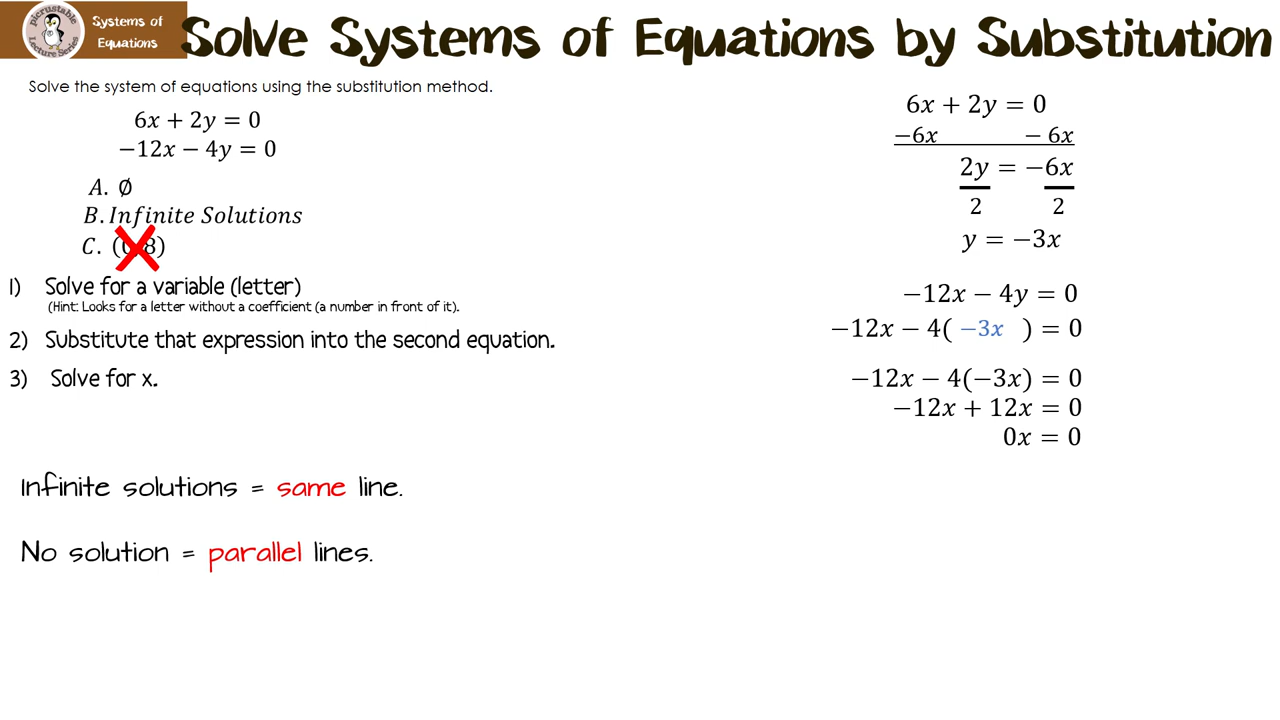 picrustable
Lecture Series
Systems of
Equations
Solve Systems of Equations by Substitution
Solve the system of equations using the substitution method.
6x + 2y = 0
−12x − 4y = 0
A. ∅
B. Infinite Solutions
C. (0, 8)
1) Solve for a variable (letter)
(Hint: Looks for a letter without a coefficient (a number in front of it).
2) Substitute that expression into the second equation.
3) Solve for x.
Infinite solutions = same line.
No solution = parallel lines.
6x + 2y = 0
−6x − 6x
2y = −6x
2 2
y = −3x
−12x − 4y = 0
−12x − 4( −3x ) = 0
−12x − 4(−3x) = 0
−12x + 12x = 0
0x = 0